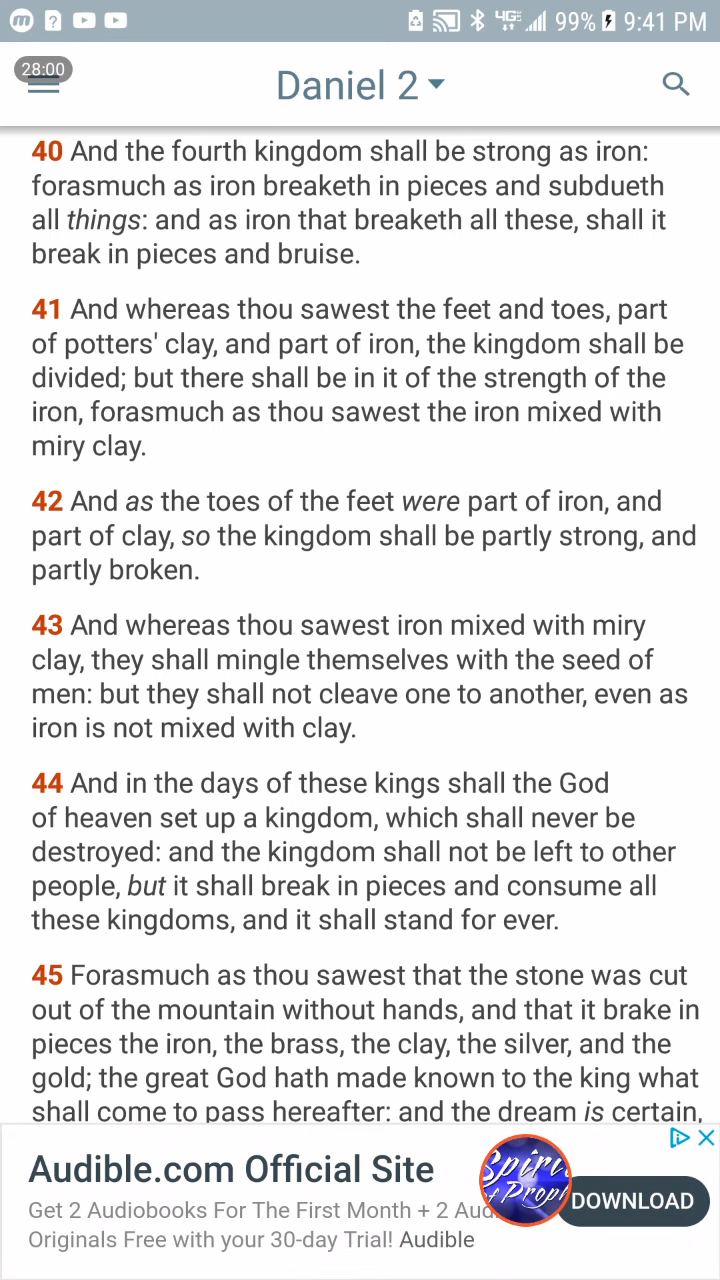 99% 9:41 PM
28:00
Daniel 2
40 And the fourth kingdom shall be strong as iron:
forasmuch as iron breaketh in pieces and subdueth
all things: and as iron that breaketh all these, shall it
break in pieces and bruise.
41 And whereas thou sawest the feet and toes, part
of potters' clay, and part of iron, the kingdom shall be
divided; but there shall be in it of the strength of the
iron, forasmuch as thou sawest the iron mixed with
miry clay.
42 And as the toes of the feet were part of iron, and
part of clay, so the kingdom shall be partly strong, and
partly broken.
43 And whereas thou sawest iron mixed with miry
clay, they shall mingle themselves with the seed of
men: but they shall not cleave one to another, even as
iron is not mixed with clay.
44 And in the days of these kings shall the God
of heaven set up a kingdom, which shall never be
destroyed: and the kingdom shall not be left to other
people, but it shall break in pieces and consume all
these kingdoms, and it shall stand for ever.
45 Forasmuch as thou sawest that the stone was cut
out of the mountain without hands, and that it brake in
pieces the iron, the brass, the clay, the silver, and the
gold; the great God hath made known to the king what
shall come to pass hereafter: and the dream is certain,
Audible.com Official Site
Get 2 Audiobooks For The First Month + 2 Aud
Originals Free with your 30-day Trial! Audible
DOWNLOAD